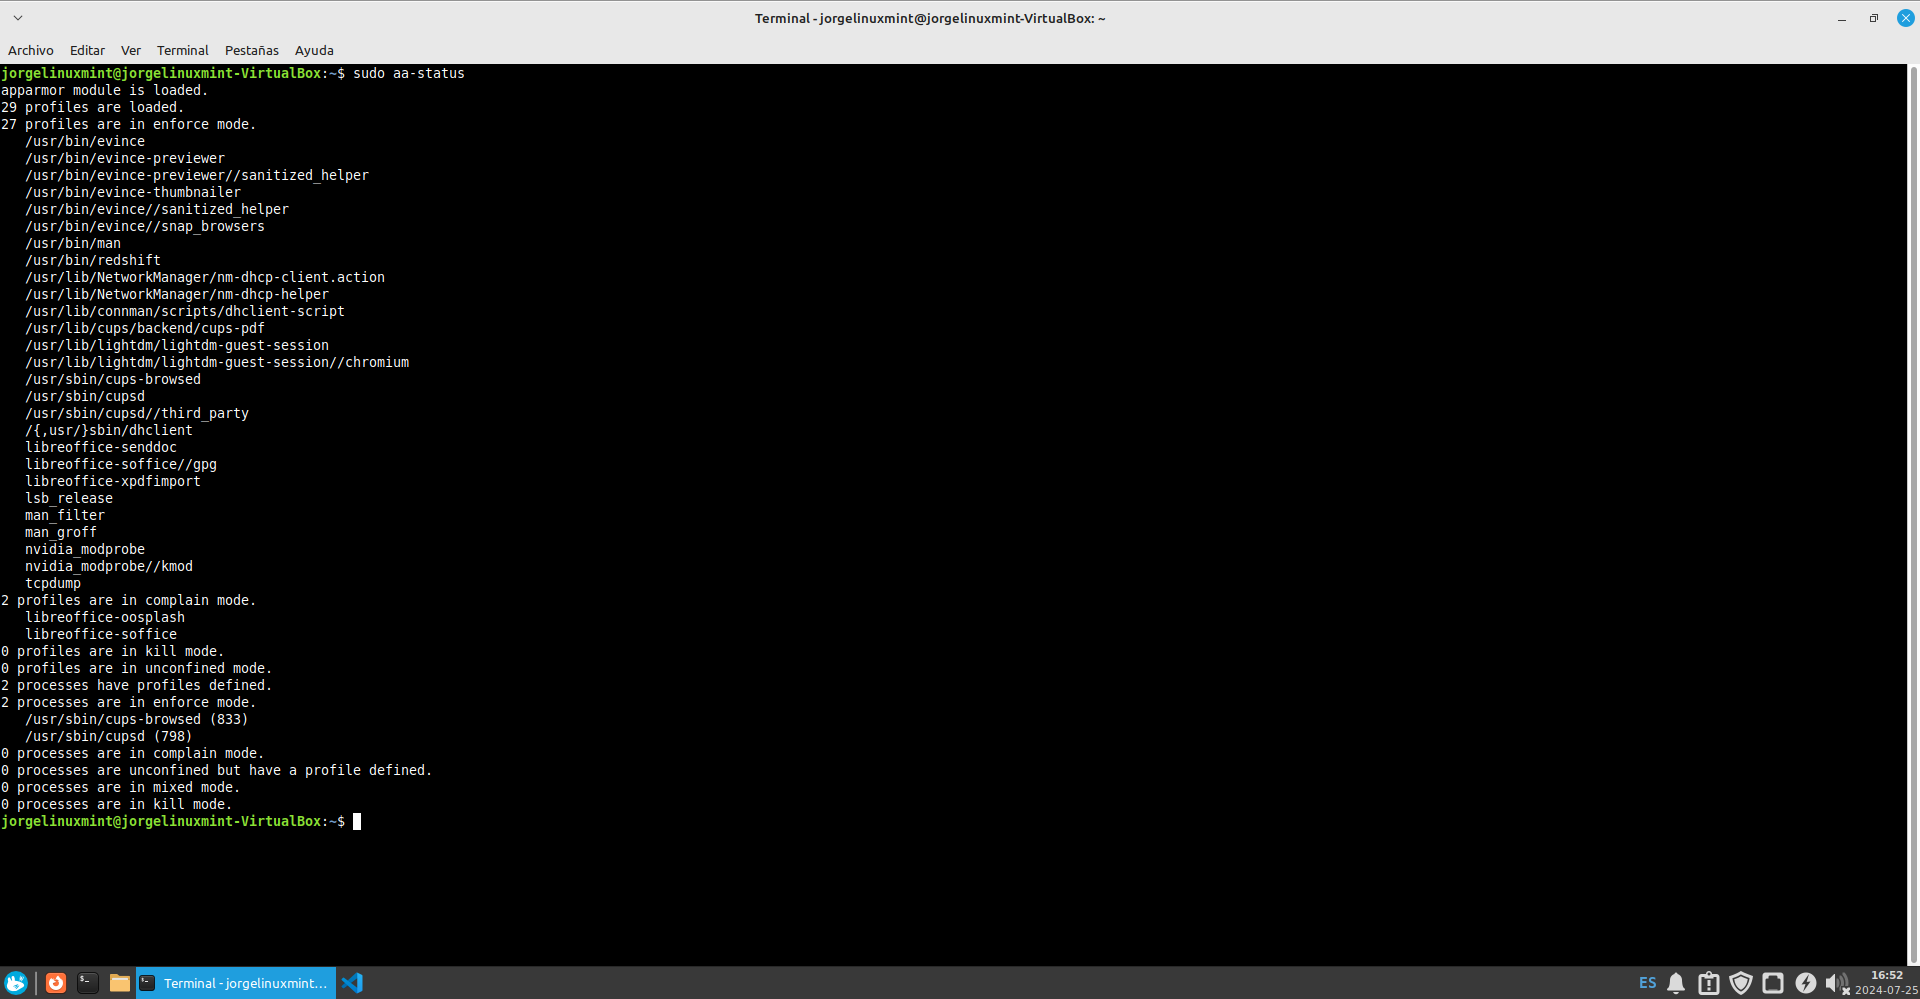 Terminal - jorgelinuxmint@jorgelinuxmint-VirtualBox: ~
Archivo Editar Ver Terminal Pestañas Ayuda
jorgelinuxmint@jorgelinuxmint-VirtualBox:~$ sudo aa-status
apparmor module is loaded.
29 profiles are loaded.
27 profiles are in enforce mode.
/usr/bin/evince
/usr/bin/evince-previewer
/usr/bin/evince-previewer//sanitized_helper
/usr/bin/evince-thumbnailer
/usr/bin/evince//sanitized_helper
/usr/bin/evince//snap_browsers
/usr/bin/man
/usr/bin/redshift
/usr/lib/NetworkManager/nm-dhcp-client.action
/usr/lib/NetworkManager/nm-dhcp-helper
/usr/lib/connman/scripts/dhclient-script
/usr/lib/cups/backend/cups-pdf
/usr/lib/lightdm/lightdm-guest-session
/usr/lib/lightdm/lightdm-guest-session//chromium
/usr/sbin/cups-browsed
/usr/sbin/cupsd
/usr/sbin/cupsd//third_party
/{,usr/}sbin/dhclient
libreoffice-senddoc
libreoffice-soffice//gpg
libreoffice-xpdfimport
lsb_release
man_filter
man_groff
nvidia_modprobe
nvidia_modprobe//kmod
tcpdump
2 profiles are in complain mode.
libreoffice-oosplash
libreoffice-soffice
0 profiles are in kill mode.
0 profiles are in unconfined mode.
2 processes have profiles defined.
2 processes are in enforce mode.
/usr/sbin/cups-browsed (833)
/usr/sbin/cupsd (798)
0 processes are in complain mode.
0 processes are unconfined but have a profile defined.
0 processes are in mixed mode.
0 processes are in kill mode.
jorgelinuxmint@jorgelinuxmint-VirtualBox:~$
Terminal - jorgelinuxmint...
ES
16:52
2024-07-25